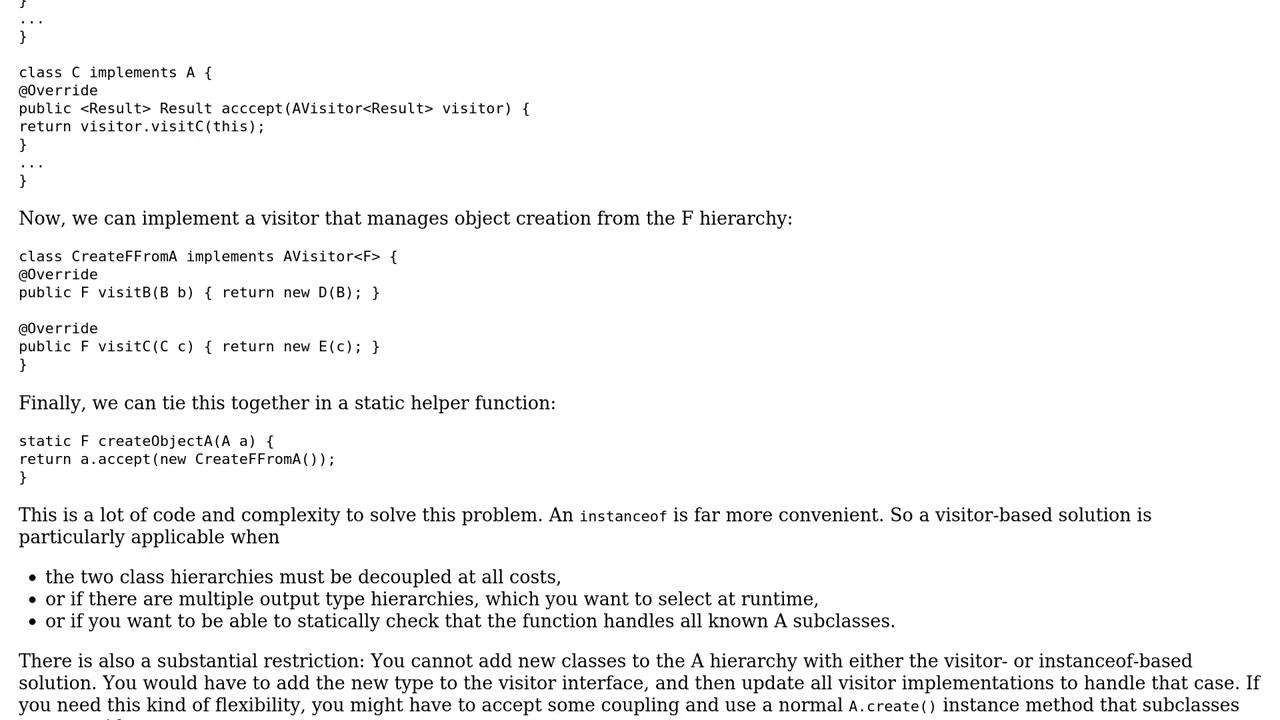 }
...
}
class C implements A {
@Override
public <Result> Result acccept(AVisitor<Result> visitor) {
return visitor.visitC(this);
}
...
}
Now, we can implement a visitor that manages object creation from the F hierarchy:
class CreateFFromA implements AVisitor<F> {
@Override
public F visitB(B b) { return new D(B); }
@Override
public F visitC(C c) { return new E(c); }
}
Finally, we can tie this together in a static helper function:
static F createObjectA(A a) {
return a.accept(new CreateFFromA());
}
This is a lot of code and complexity to solve this problem. An instanceof is far more convenient. So a visitor-based solution is
particularly applicable when
• the two class hierarchies must be decoupled at all costs,
• or if there are multiple output type hierarchies, which you want to select at runtime,
• or if you want to be able to statically check that the function handles all known A subclasses.
There is also a substantial restriction: You cannot add new classes to the A hierarchy with either the visitor- or instanceof-based
solution. You would have to add the new type to the visitor interface, and then update all visitor implementations to handle that case. If
you need this kind of flexibility, you might have to accept some coupling and use a normal A.create() instance method that subclasses